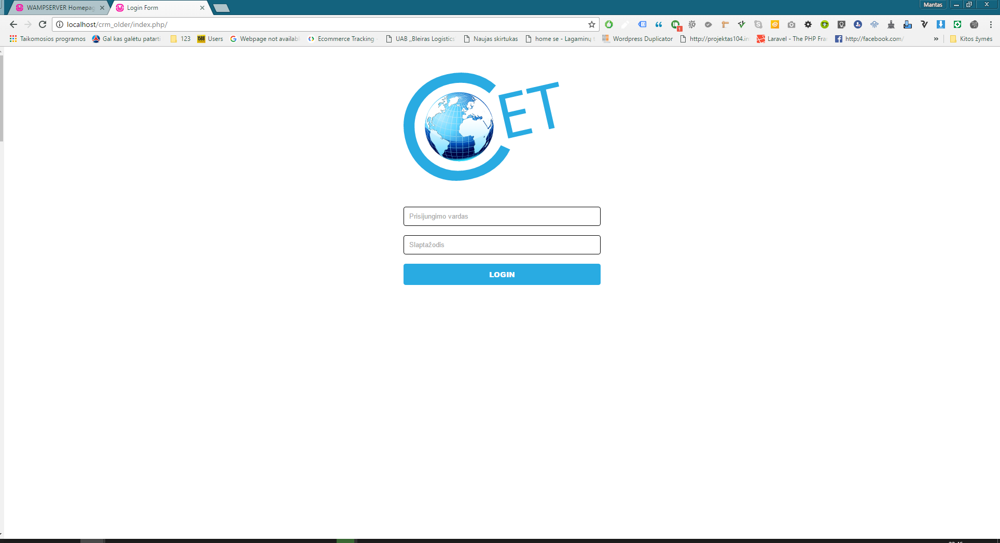 WAMPSERVER Homepag Login Form Mantas
localhost/crm_older/index.php/
Taikomosios programos Gal kas galėtu patarti 123 1588 Users Webpage not availabl Ecommerce Tracking UAB „Bleiras Logistics Naujas skirtukas home se - Lagaminų Wordpress Duplicator http://projektas104.in Laravel - The PHP Fra http://facebook.com/ » Kitos žymės
CET
Prisijungimo vardas
Slaptažodis
LOGIN